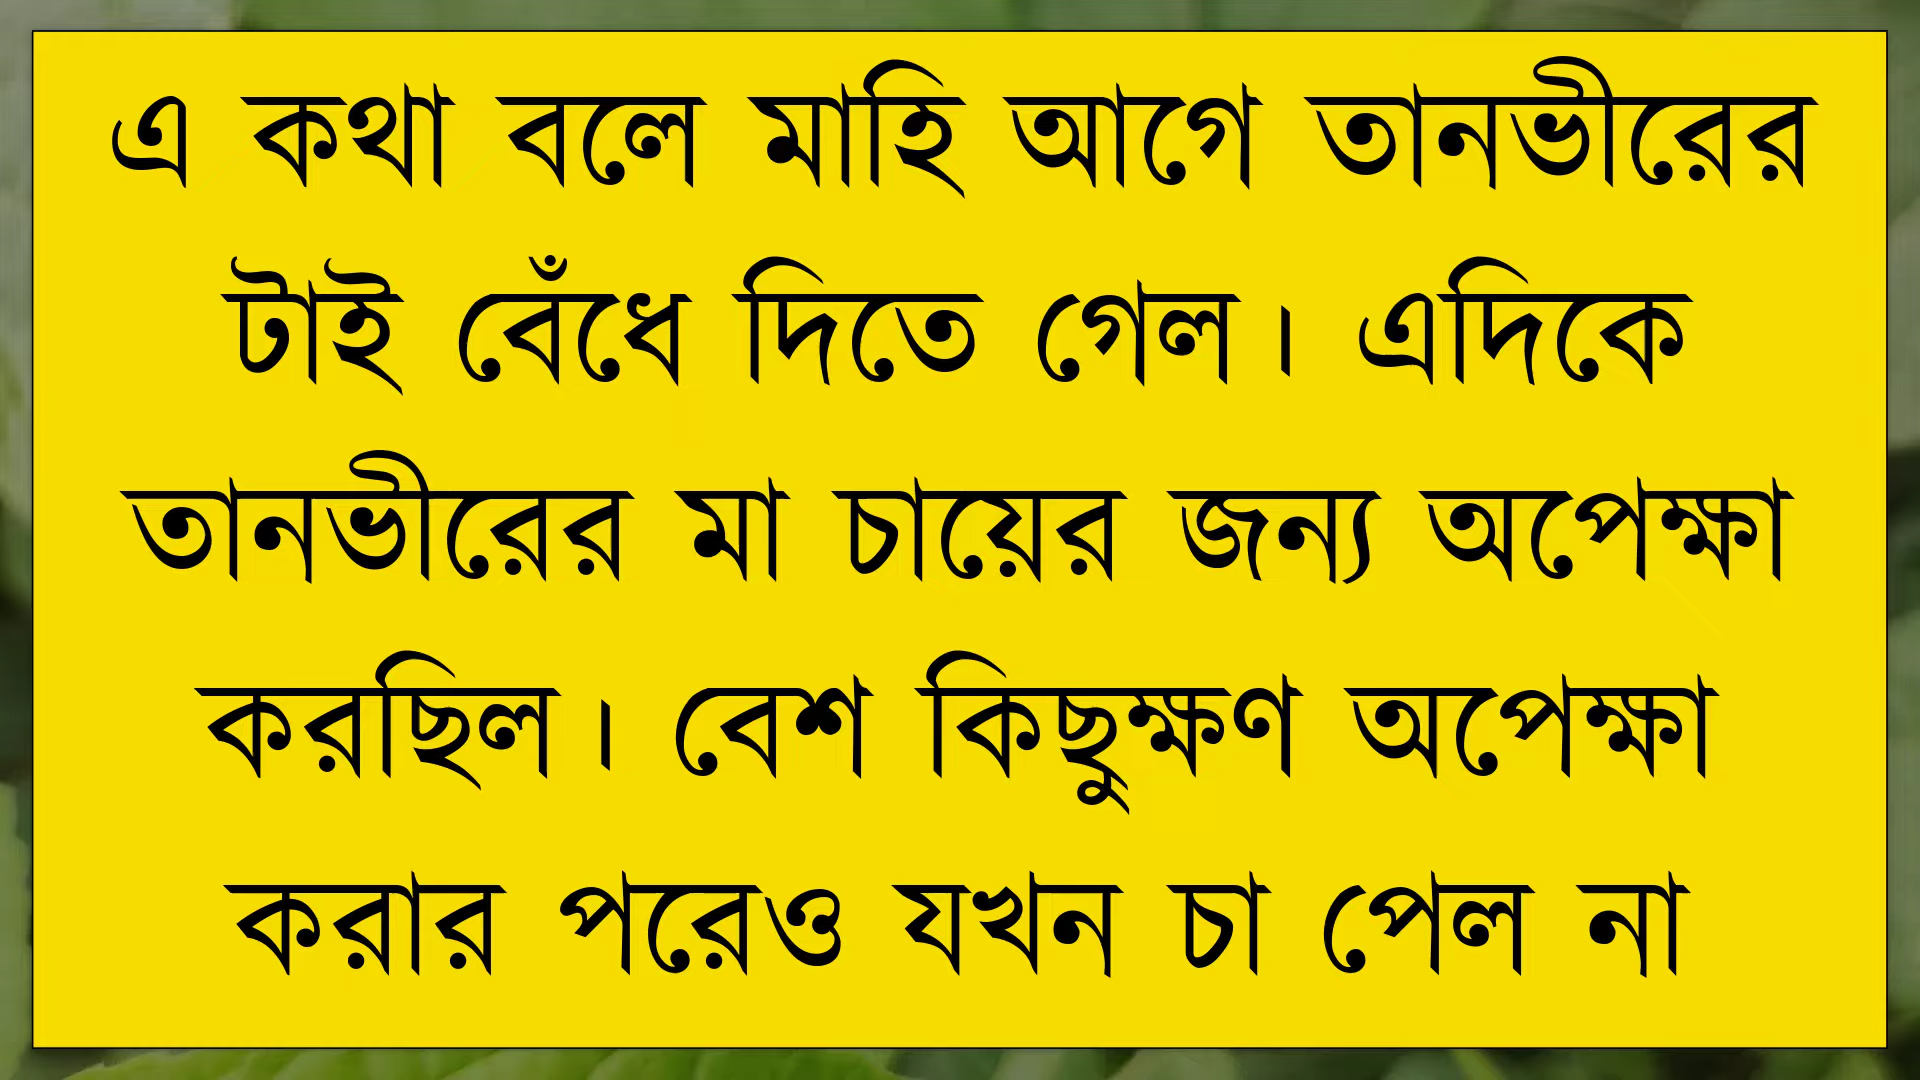 এ কথা বলে মাহি আগে তানভীরের
টাই বেঁধে দিতে গেল। এদিকে
তানভীরের মা চায়ের জন্য অপেক্ষা
করছিল। বেশ কিছুক্ষণ অপেক্ষা
করার পরেও যখন চা পেল না